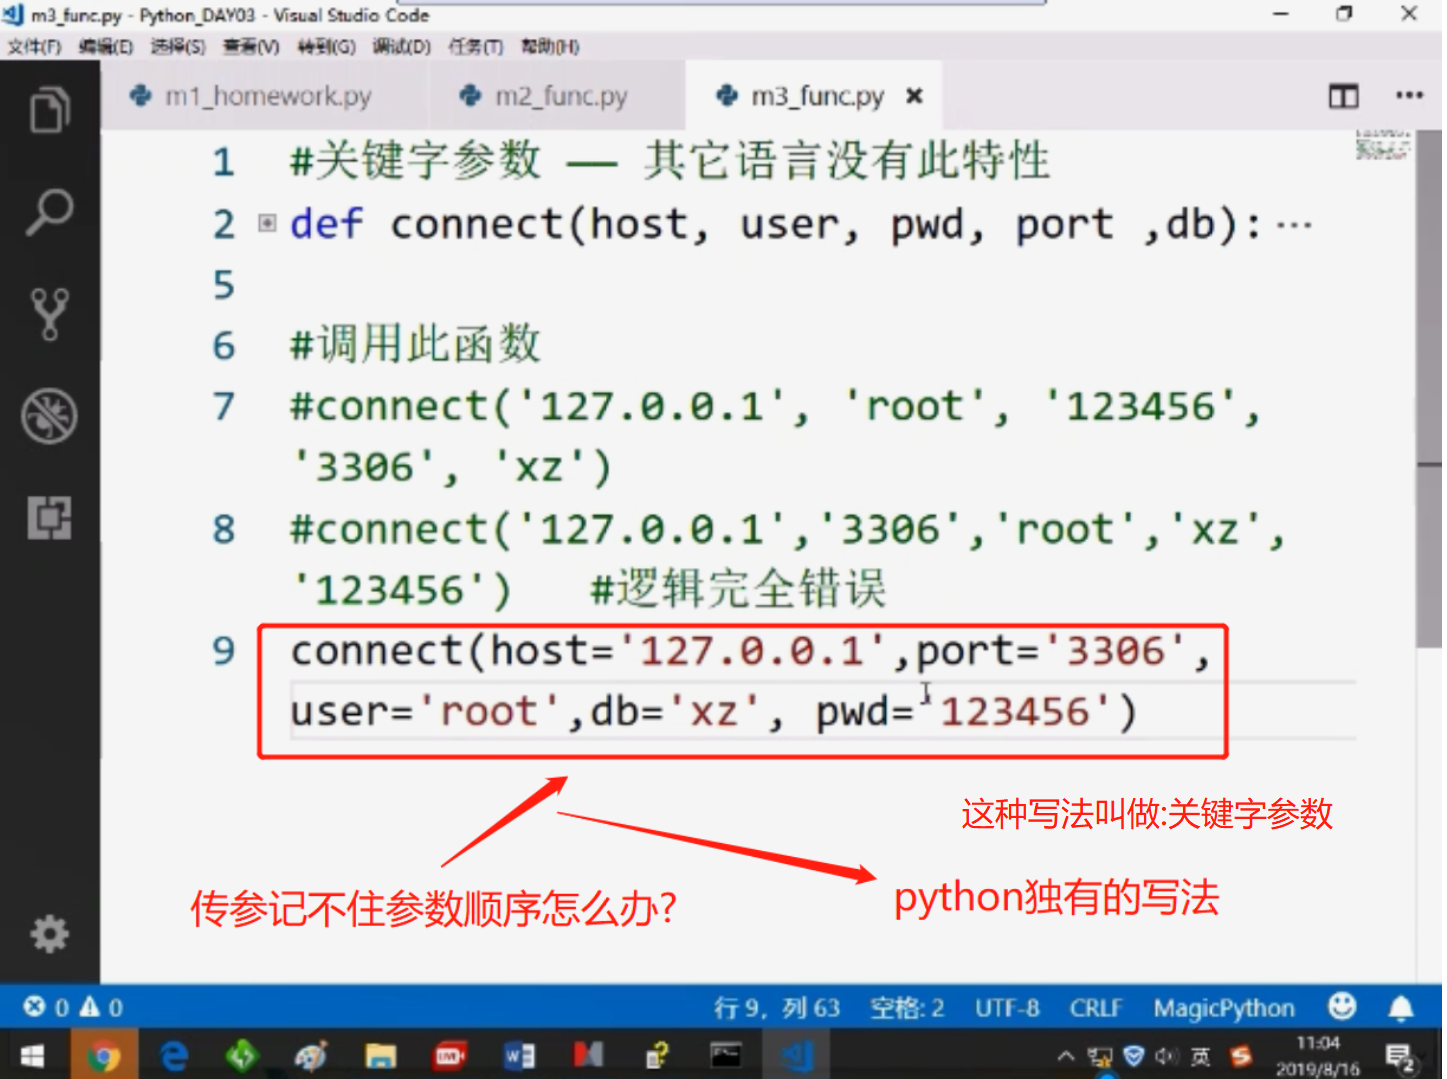 m3_func.py - Python_DAY03 - Visual Studio Code
文件(F) 编辑(E) 选择(S) 查看(V) 转到(G) 调试(D) 任务(T) 帮助(H)
m1_homework.py m2_func.py m3_func.py
1 #关键字参数 —— 其它语言没有此特性
2 def connect(host, user, pwd, port ,db):···
5
6 #调用此函数
7 #connect('127.0.0.1', 'root', '123456',
'3306', 'xz')
8 #connect('127.0.0.1','3306','root','xz',
'123456') #逻辑完全错误
9 connect(host='127.0.0.1',port='3306',
user='root',db='xz', pwd='123456')
这种写法叫做:关键字参数
传参记不住参数顺序怎么办?
python独有的写法
0 0 行 9，列 63 空格: 2 UTF-8 CRLF MagicPython
英 11:04
2019/8/16 2